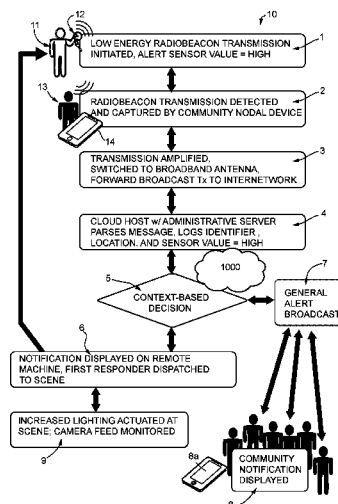 10
12
11
LOW ENERGY RADIOBEACON TRANSMISSION
INITIATED, ALERT SENSOR VALUE = HIGH
1
13
RADIOBEACON TRANSMISSION DETECTED
AND CAPTURED BY COMMUNITY NODAL DEVICE
2
14
TRANSMISSION AMPLIFIED,
SWITCHED TO BROADBAND ANTENNA,
FORWARD BROADCAST Tx TO INTERNETWORK
3
CLOUD HOST w/ ADMINISTRATIVE SERVER
PARSES MESSAGE, LOGS IDENTIFIER
, LOCATION, AND SENSOR VALUE = HIGH
4
1000
5
CONTEXT-BASED
DECISION
7
GENERAL
ALERT
BROADCAST
6
NOTIFICATION DISPLAYED ON REMOTE
MACHINE, FIRST RESPONDER DISPATCHED
TO SCENE
INCREASED LIGHTING ACTUATED AT
SCENE; CAMERA FEED MONITORED
9
8a
COMMUNITY
NOTIFICATION
DISPLAYED